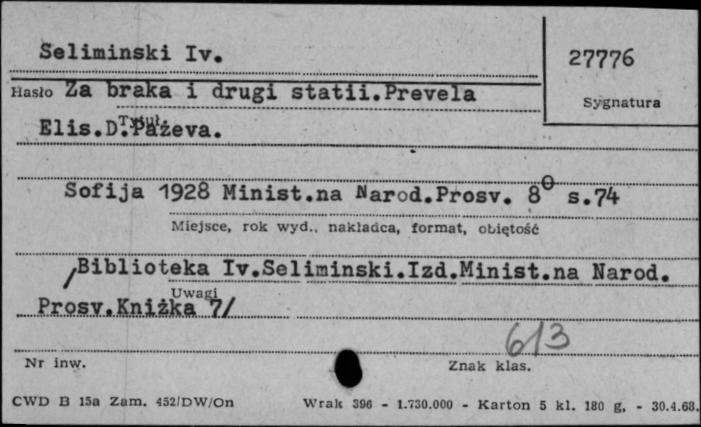 Seliminski Iv.
27776
Hasło Za braka i drugi statii.Prevela
Sygnatura
Tytuł
Elis.D.Pażeva.
Sofija 1928 Minist.na Narod.Prosv. 8º s.74
Miejsce, rok wyd., nakładca, format, objętość
/Biblioteka Iv.Seliminski.Izd.Minist.na Narod.
Uwagi
Prosv.Kniżka 7/
613
Nr inw.
Znak klas.
CWD B 15a Zam. 452/DW/On Wrak 396 - 1.730.000 - Karton 5 kl. 180 g, - 30.4.68.